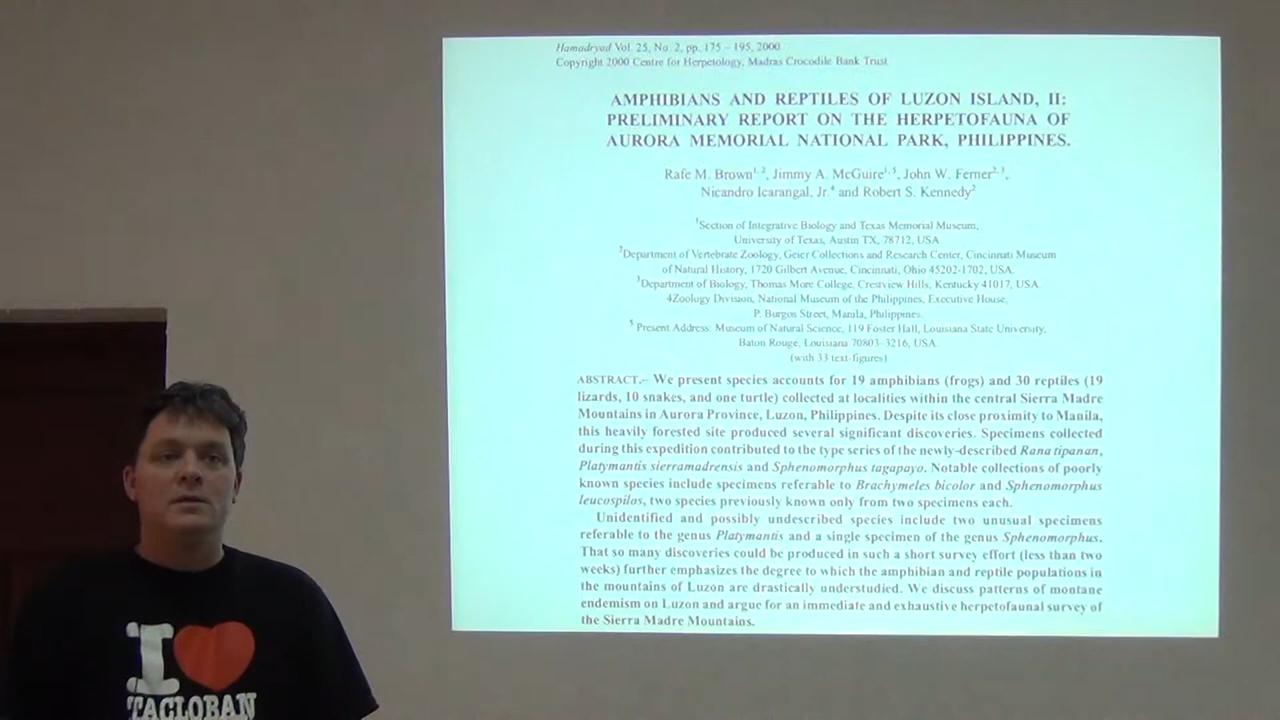 Hamadryad Vol. 25, No. 2, pp. 175 – 195, 2000
Copyright 2000 Centre for Herpetology, Madras Crocodile Bank Trust
AMPHIBIANS AND REPTILES OF LUZON ISLAND, II:
PRELIMINARY REPORT ON THE HERPETOFAUNA OF
AURORA MEMORIAL NATIONAL PARK, PHILIPPINES.
Rafe M. Brown1, 2, Jimmy A. McGuire1, 5, John W. Ferner2, 3,
Nicandro Icarangal, Jr.4 and Robert S. Kennedy2
1Section of Integrative Biology and Texas Memorial Museum,
University of Texas, Austin TX, 78712, USA
2Department of Vertebrate Zoology, Geier Collections and Research Center, Cincinnati Museum
of Natural History, 1720 Gilbert Avenue, Cincinnati, Ohio 45202-1702, USA.
3Department of Biology, Thomas More College, Crestview Hills, Kentucky 41017, USA.
4Zoology Division, National Museum of the Philippines, Executive House,
P. Burgos Street, Manila, Philippines.
5 Present Address: Museum of Natural Science, 119 Foster Hall, Louisiana State University,
Baton Rouge, Louisiana 70803-3216, USA.
(with 33 text-figures)
ABSTRACT.– We present species accounts for 19 amphibians (frogs) and 30 reptiles (19
lizards, 10 snakes, and one turtle) collected at localities within the central Sierra Madre
Mountains in Aurora Province, Luzon, Philippines. Despite its close proximity to Manila,
this heavily forested site produced several significant discoveries. Specimens collected
during this expedition contributed to the type series of the newly-described Rana tipanan,
Platymantis sierramadrensis and Sphenomorphus tagapayo. Notable collections of poorly
known species include specimens referable to Brachymeles bicolor and Sphenomorphus
leucospilos, two species previously known only from two specimens each.
Unidentified and possibly undescribed species include two unusual specimens
referable to the genus Platymantis and a single specimen of the genus Sphenomorphus.
That so many discoveries could be produced in such a short survey effort (less than two
weeks) further emphasizes the degree to which the amphibian and reptile populations in
the mountains of Luzon are drastically understudied. We discuss patterns of montane
endemism on Luzon and argue for an immediate and exhaustive herpetofaunal survey of
the Sierra Madre Mountains.
I
TACLOBAN